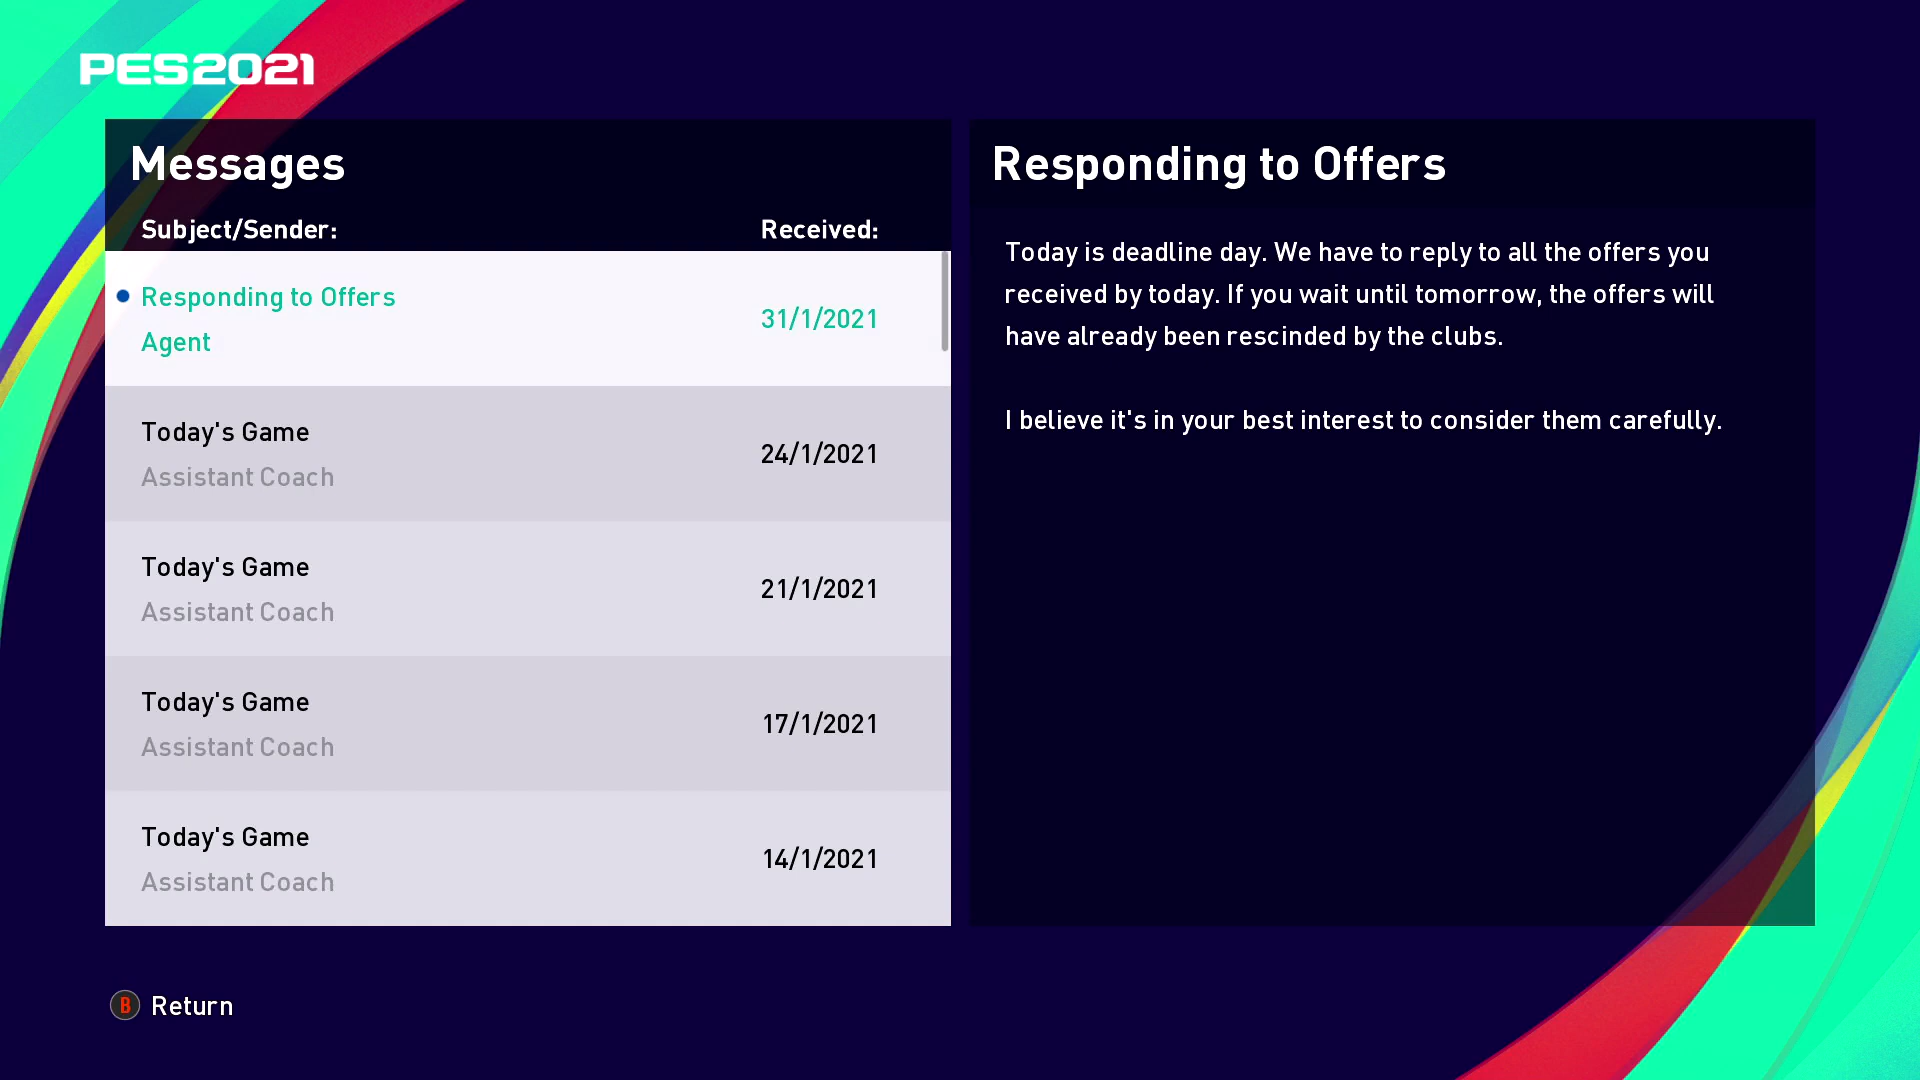 PES2021
Messages
Subject/Sender: Received:
Responding to Offers
Agent
31/1/2021
Today's Game
Assistant Coach
24/1/2021
Today's Game
Assistant Coach
21/1/2021
Today's Game
Assistant Coach
17/1/2021
Today's Game
Assistant Coach
14/1/2021
Responding to Offers
Today is deadline day. We have to reply to all the offers you
received by today. If you wait until tomorrow, the offers will
have already been rescinded by the clubs.
I believe it's in your best interest to consider them carefully.
B Return